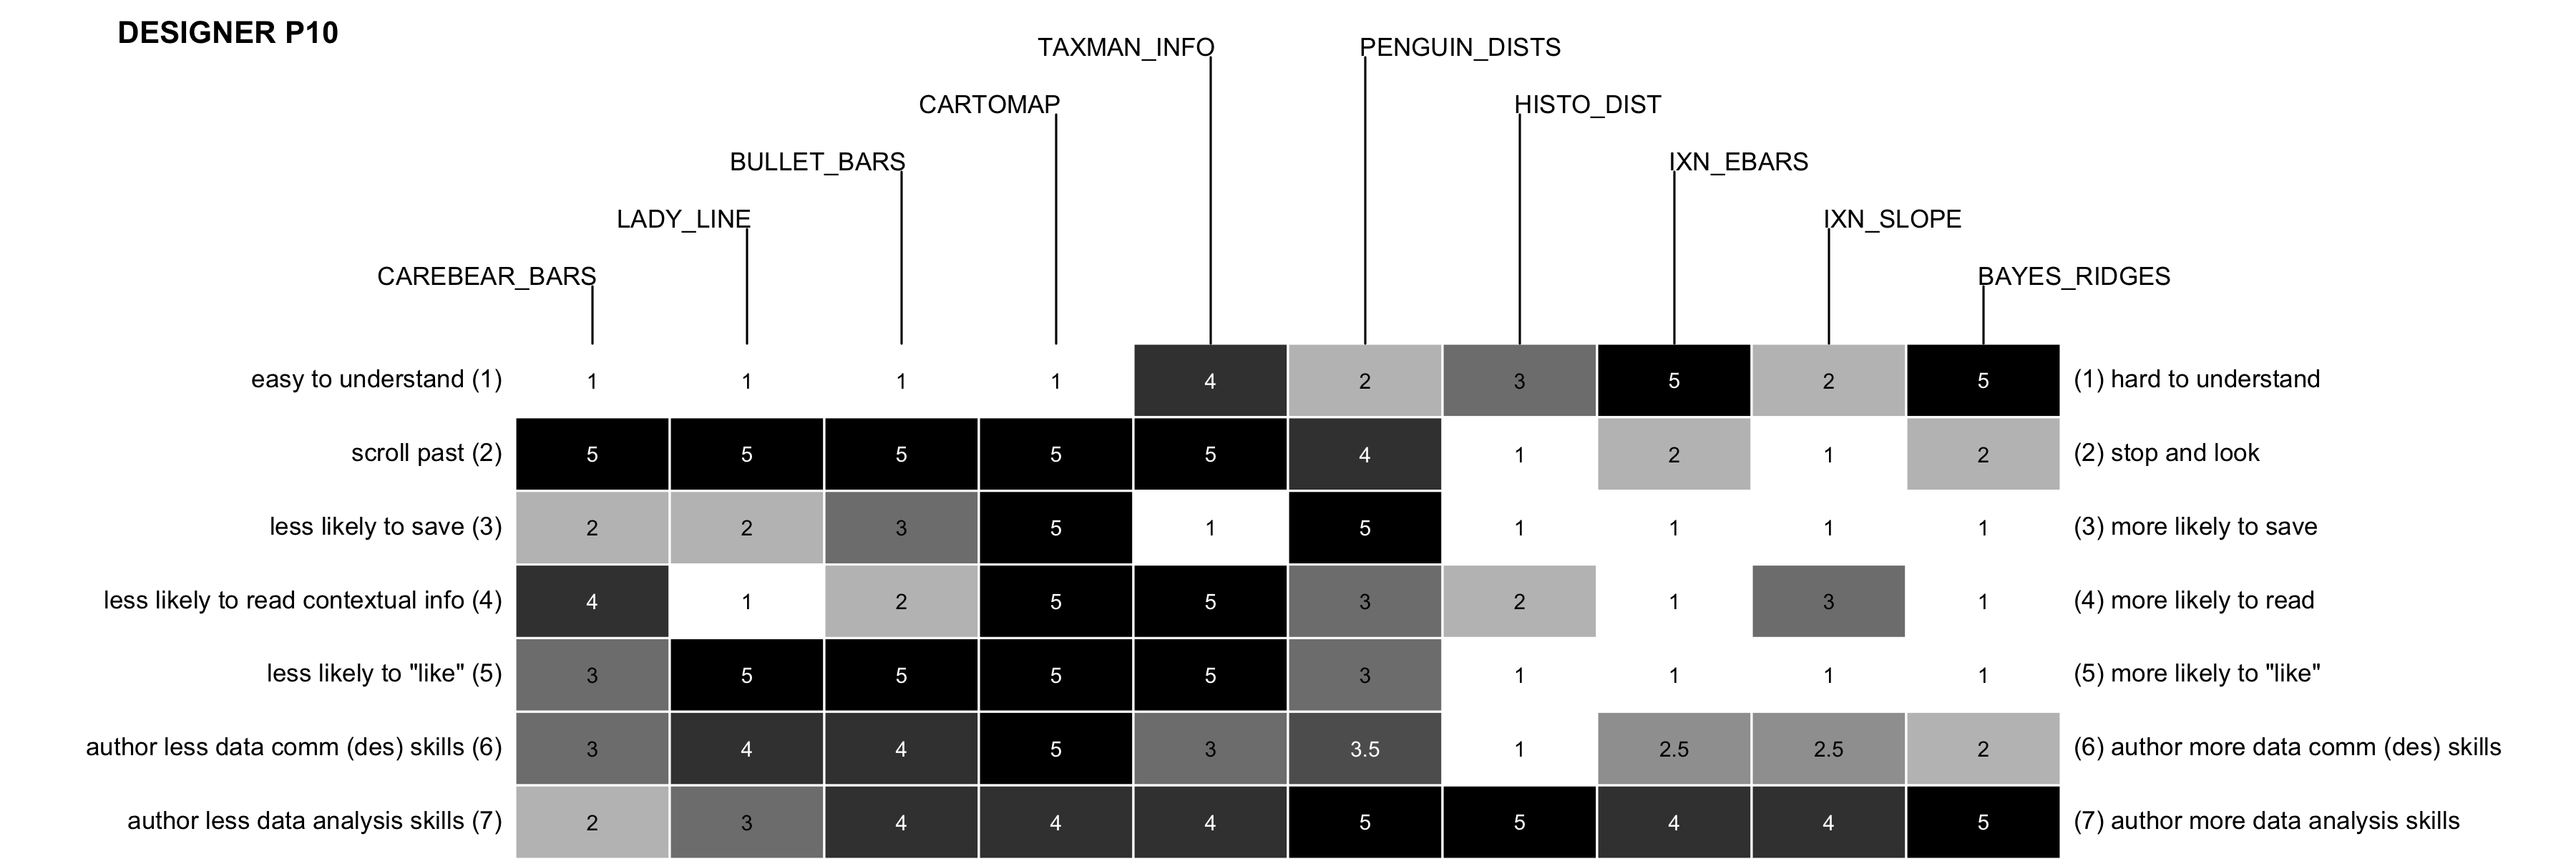 DESIGNER P10
TAXMAN_INFO PENGUIN_DISTS
CARTOMAP HISTO_DIST
BULLET_BARS IXN_EBARS
LADY_LINE IXN_SLOPE
CAREBEAR_BARS BAYES_RIDGES
easy to understand (1) 1 1 1 1 4 2 3 5 2 5 (1) hard to understand
scroll past (2) 5 5 5 5 5 4 1 2 1 2 (2) stop and look
less likely to save (3) 2 2 3 5 1 5 1 1 1 1 (3) more likely to save
less likely to read contextual info (4) 4 1 2 5 5 3 2 1 3 1 (4) more likely to read
less likely to "like" (5) 3 5 5 5 5 3 1 1 1 1 (5) more likely to "like"
author less data comm (des) skills (6) 3 4 4 5 3 3.5 1 2.5 2.5 2 (6) author more data comm (des) skills
author less data analysis skills (7) 2 3 4 4 4 5 5 4 4 5 (7) author more data analysis skills